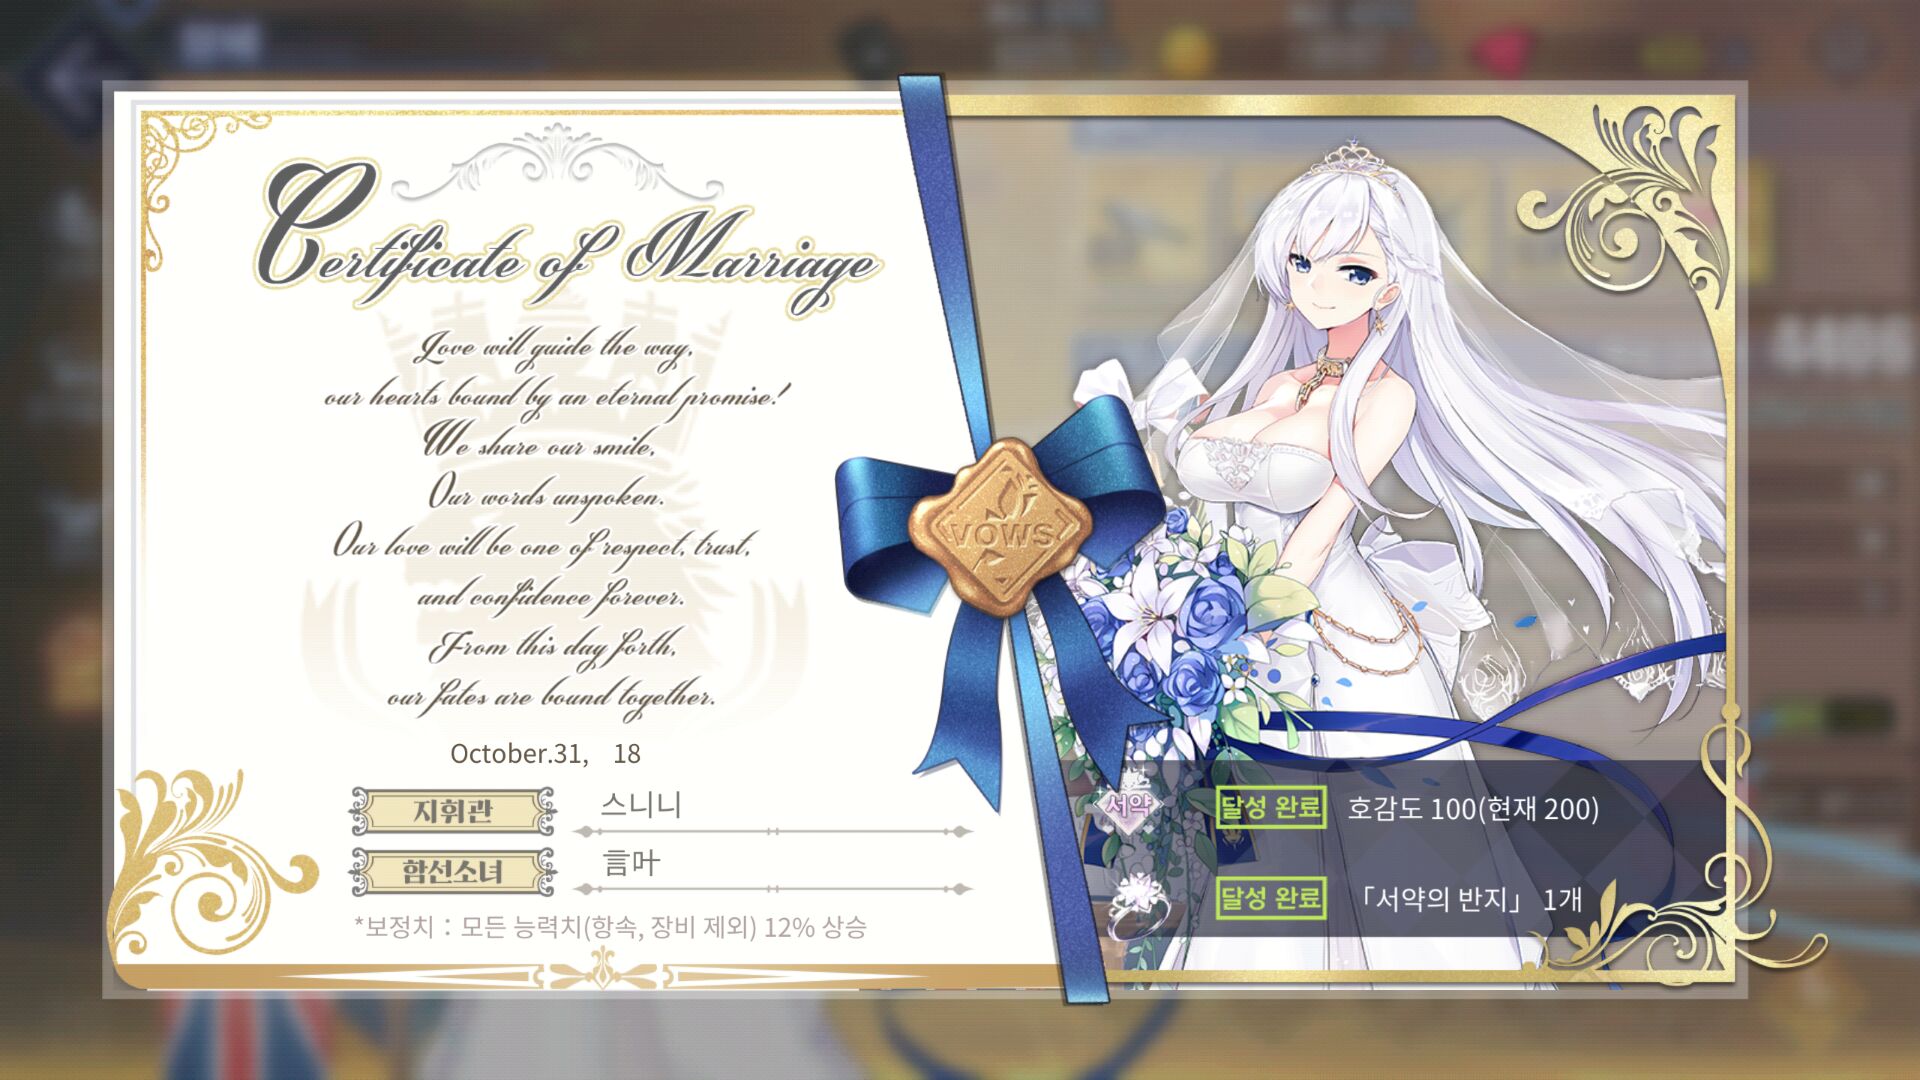 Certificate of Marriage
Love will guide the way,
our hearts bound by an eternal promise!
We share our smile,
Our words unspoken.
Our love will be one of respect, trust,
and confidence forever.
From this day forth,
our fates are bound together.
October.31, 18
지휘관 스니니
함선소녀 言叶
*보정치 : 모든 능력치(항속, 장비 제외) 12% 상승
VOWS
서약 달성 완료 호감도 100(현재 200)
달성 완료 「서약의 반지」 1개